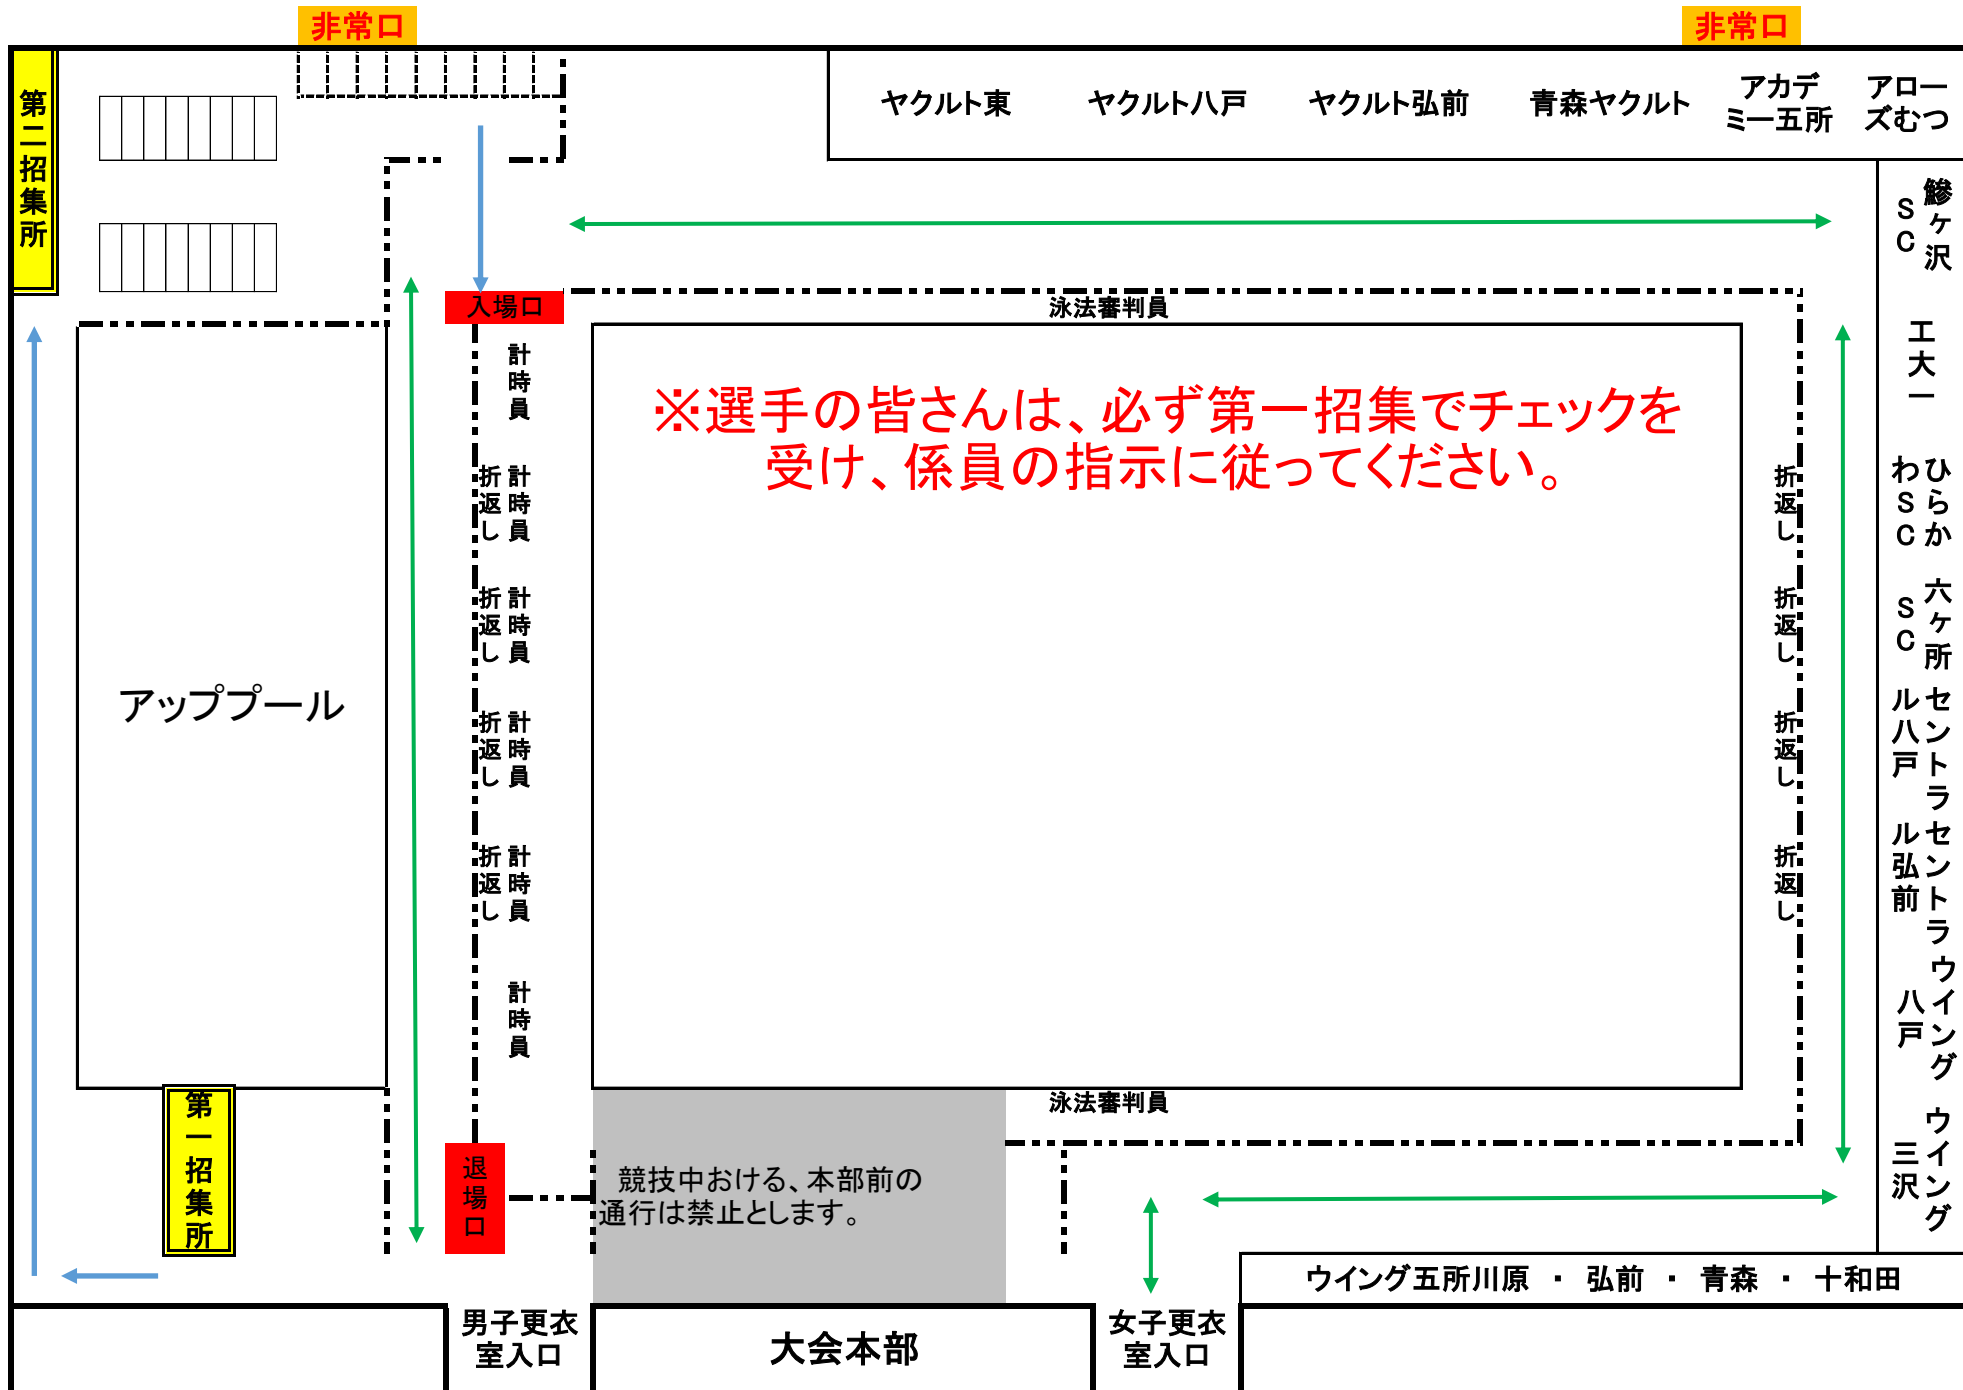 非常口
非常口
第二招集所
ヤクルト東
ヤクルト八戸
ヤクルト弘前
青森ヤクルト
アカデ
ミー五所
アロー
ズむつ
鰺ヶ沢
SC
入場口
泳法審判員
計時員
工大一
※選手の皆さんは、必ず第一招集でチェックを
受け、係員の指示に従ってください。
計時員
折返し
折返し
ひらか
わSC
計時員
折返し
折返し
六ヶ所
SC
アッププール
計時員
折返し
折返し
セントラ
ル八戸
計時員
折返し
折返し
セントラ
ル弘前
計時員
ウイング
八戸
第一招集所
泳法審判員
退場口
競技中おける、本部前の
通行は禁止とします。
ウイング
三沢
ウイング五所川原 ・ 弘前 ・ 青森 ・ 十和田
男子更衣
室入口
大会本部
女子更衣
室入口